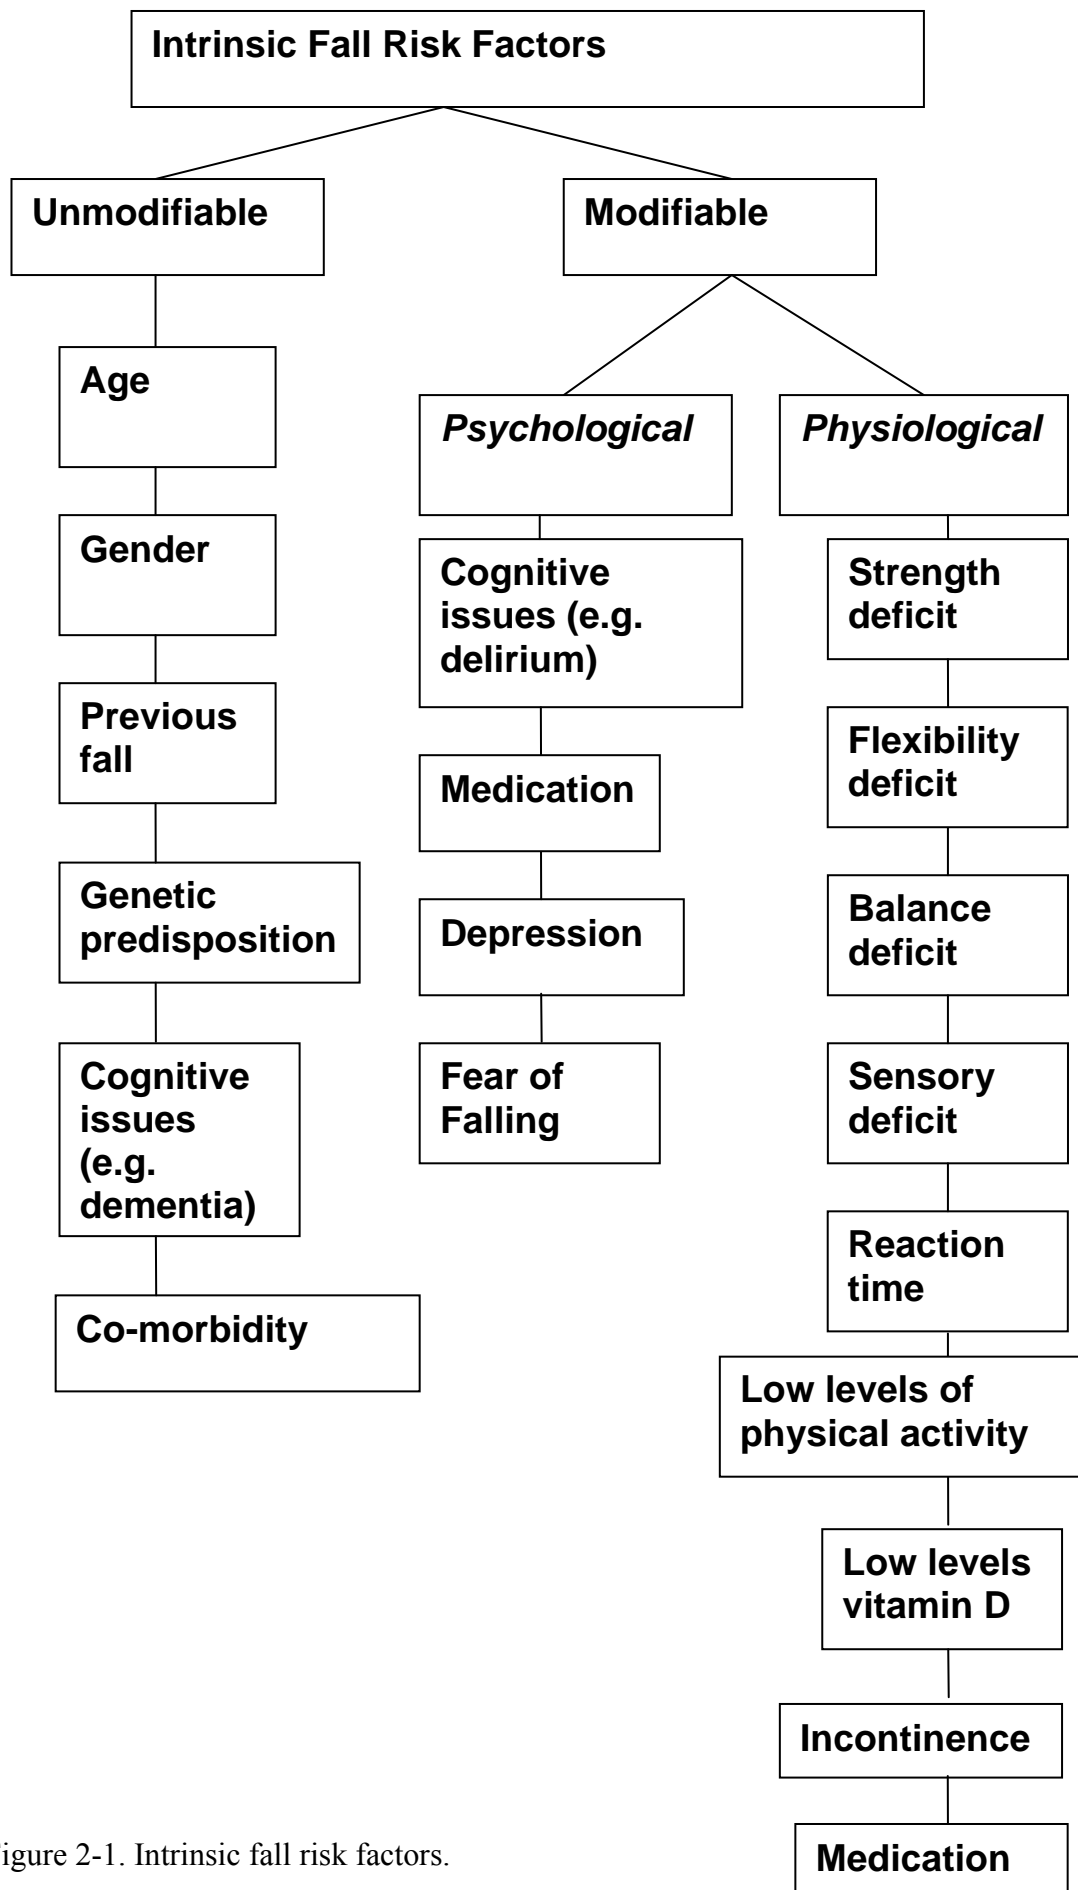 Intrinsic Fall Risk Factors
Unmodifiable
Modifiable
Age
Gender
Previous
fall
Genetic
predisposition
Cognitive
issues
(e.g.
dementia)
Co-morbidity
Psychological
Cognitive
issues (e.g.
delirium)
Medication
Depression
Fear of
Falling
Physiological
Strength
deficit
Flexibility
deficit
Balance
deficit
Sensory
deficit
Reaction
time
Low levels of
physical activity
Low levels
vitamin D
Incontinence
Medication
igure 2-1. Intrinsic fall risk factors.